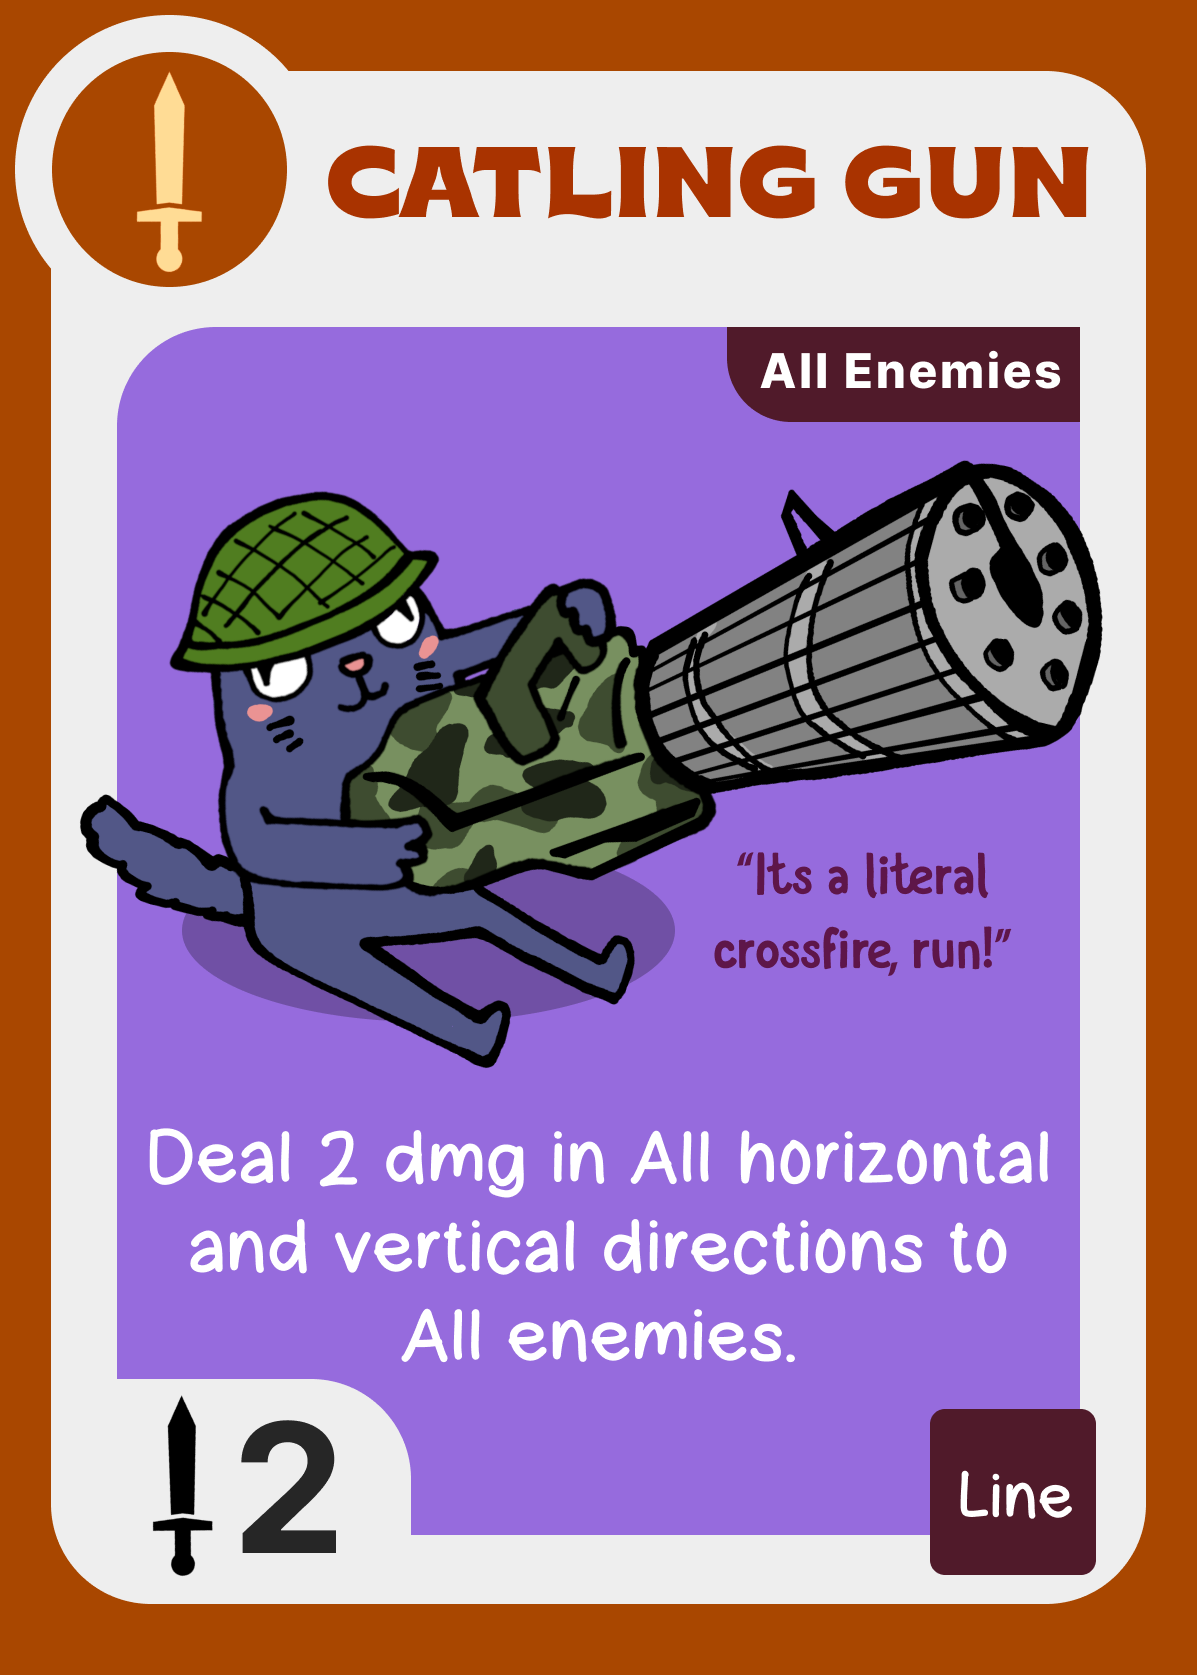 CATLING GUN
All Enemies
“Its a literal
crossfire, run!”
Deal 2 dmg in All horizontal
and vertical directions to
All enemies.
2
Line